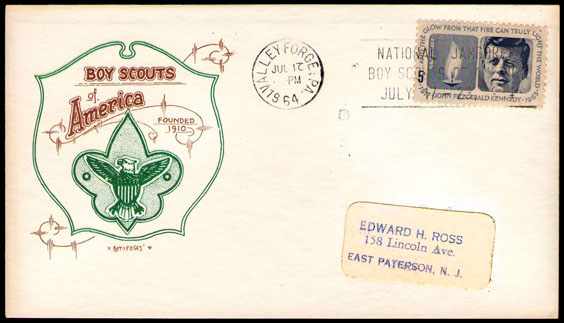 BOY SCOUTS
of
America
FOUNDED
1910
"ARTOPAGES"
VALLEY FORGE, PA.
JUL 17
PM
1964
NATIONAL JAMBOREE
BOY SCOUTS
JULY
THE GLOW FROM THAT FIRE CAN TRULY LIGHT THE WORLD
JOHN FITZGERALD KENNEDY
5
EDWARD H. ROSS
158 Lincoln Ave.
EAST PATERSON, N. J.